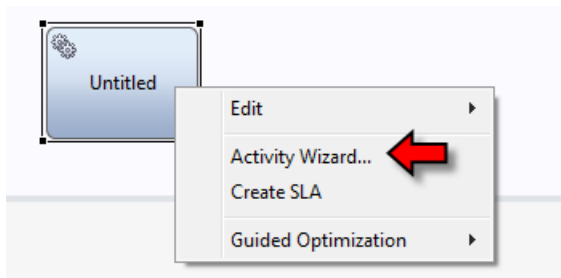 Untitled
Edit
Activity Wizard...
Create SLA
Guided Optimization